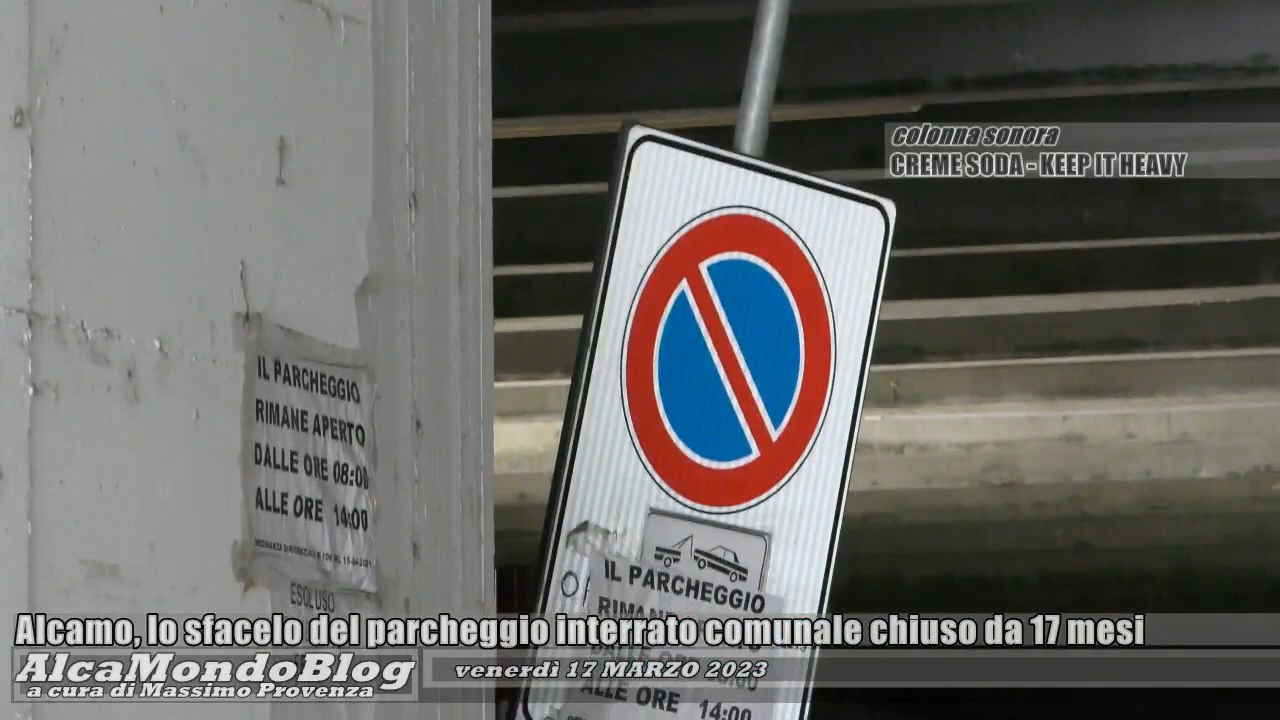 colonna sonora
CREME SODA - KEEP IT HEAVY
IL PARCHEGGIO
RIMANE APERTO
DALLE ORE 08:00
ALLE ORE 14:00
ESCLUSO
IL PARCHEGGIO
ALLE ORE 14:00
Alcamo, lo sfacelo del parcheggio interrato comunale chiuso da 17 mesi
AlcaMondoBlog
a cura di Massimo Provenza
venerdì 17 MARZO 2023